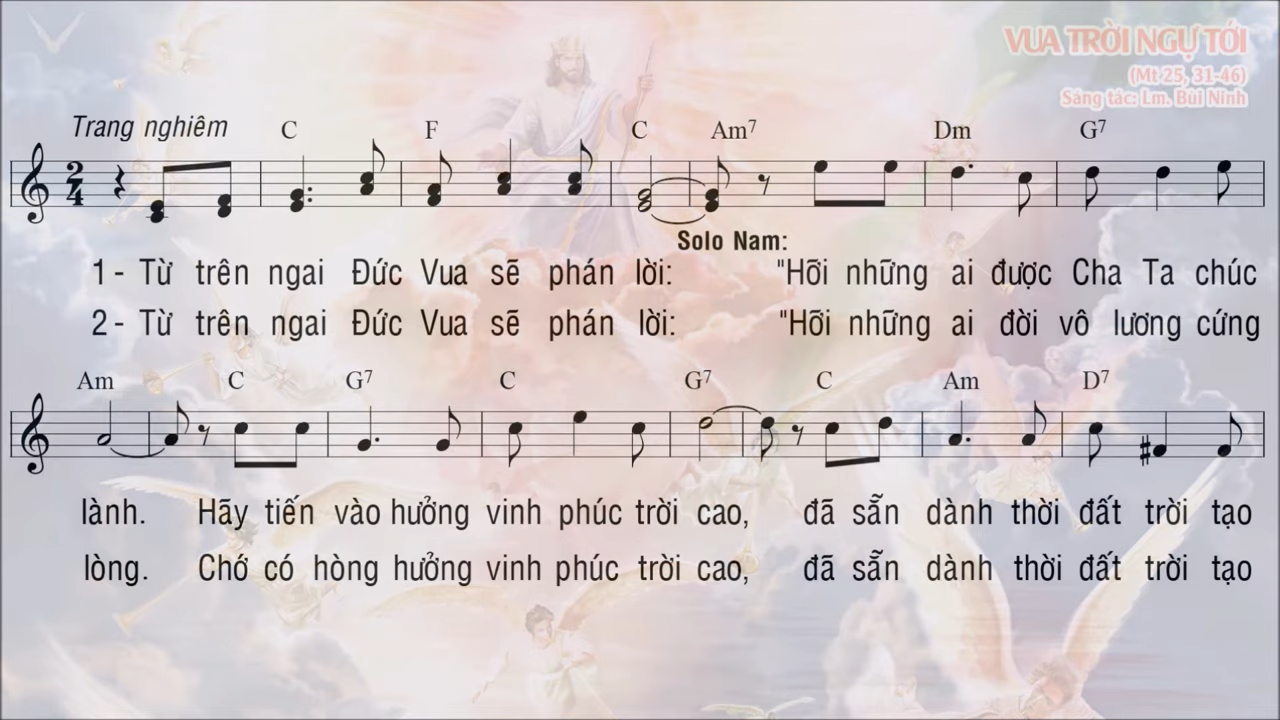 VUA TRỜI NGỰ TỚI
(Mt 25, 31-46)
Sáng tác: Lm. Bùi Ninh
Trang nghiêm C F C Am7 Dm G7
2
4
Solo Nam:
1- Từ trên ngai Đức Vua sẽ phán lời: "Hỡi những ai được Cha Ta chúc
2- Từ trên ngai Đức Vua sẽ phán lời: "Hỡi những ai đời vô lương cứng
Am C G7 C G7 C Am D7
lành. Hãy tiến vào hưởng vinh phúc trời cao, đã sẵn dành thời đất trời tạo
lòng. Chớ có hòng hưởng vinh phúc trời cao, đã sẵn dành thời đất trời tạo